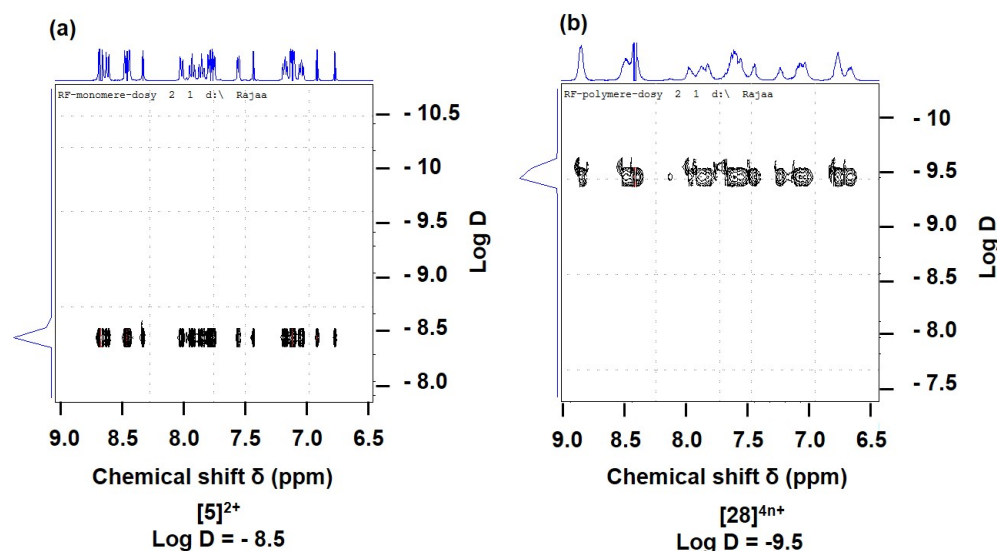 (a)
RF-monomere-dosy 2 1 d:\ Rajaa
- 10.5
- 10
- 9.5
- 9.0
- 8.5
- 8.0
Log D
9.0 8.5 8.0 7.5 7.0 6.5
Chemical shift δ (ppm)
[5]²⁺
Log D = - 8.5
(b)
RF-polymere-dosy 2 1 d:\ Rajaa
- 10
- 9.5
- 9.0
- 8.5
- 8.0
- 7.5
Log D
9.0 8.5 8.0 7.5 7.0 6.5
Chemical shift δ (ppm)
[28]⁴ⁿ⁺
Log D = -9.5